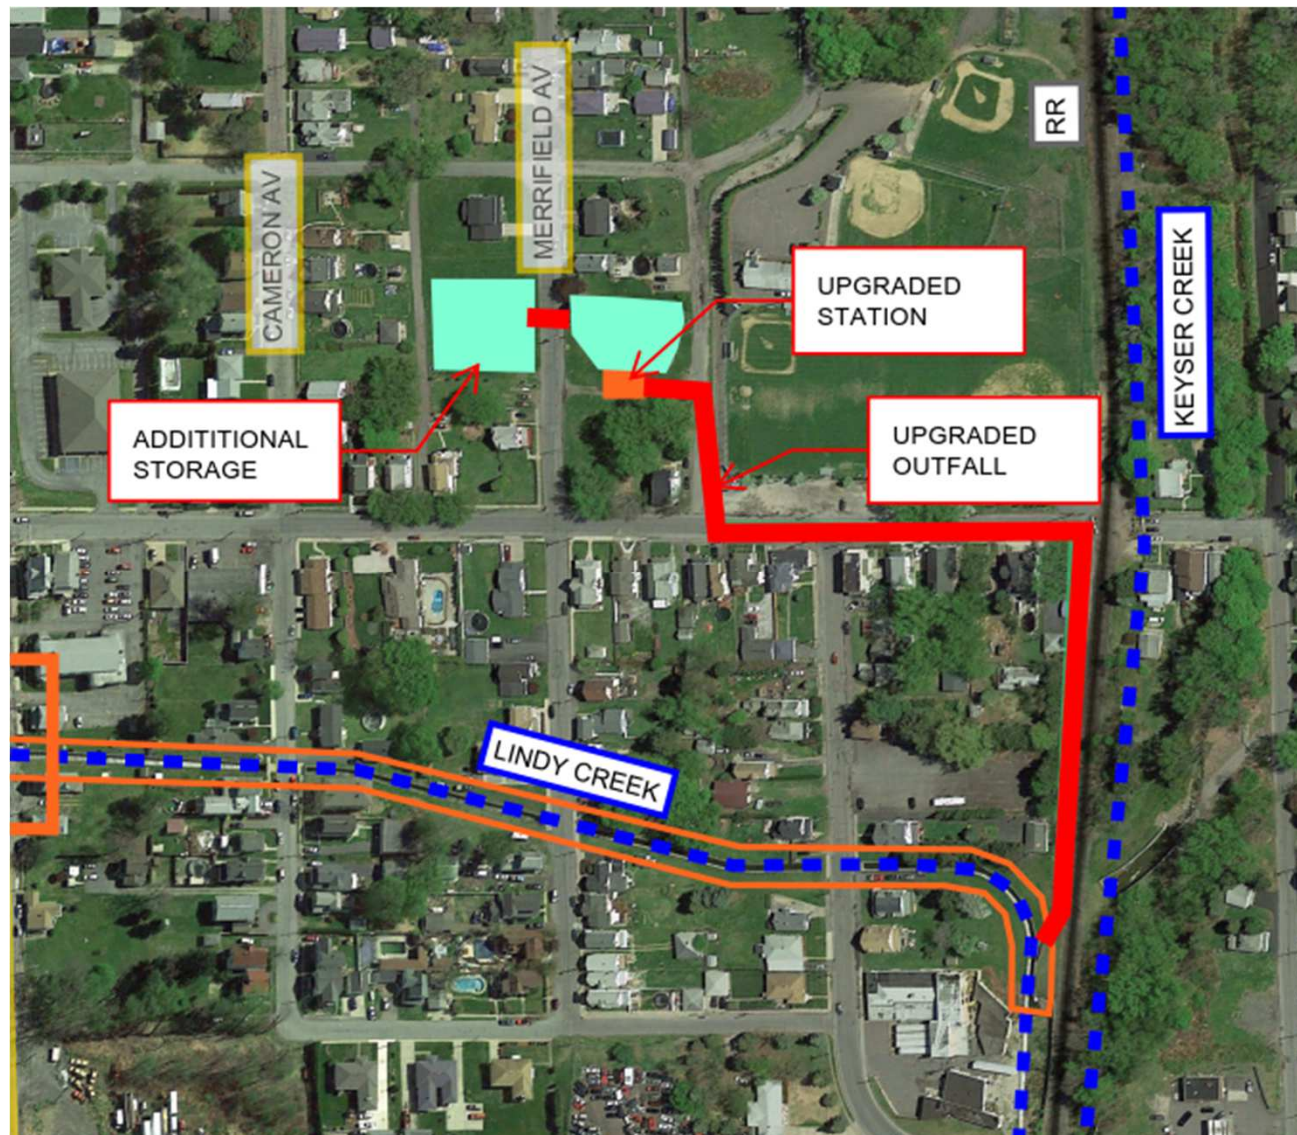 RR
MERRIFIELD AV
CAMERON AV
KEYSER CREEK
UPGRADED
STATION
UPGRADED
OUTFALL
ADDITITIONAL
STORAGE
LINDY CREEK